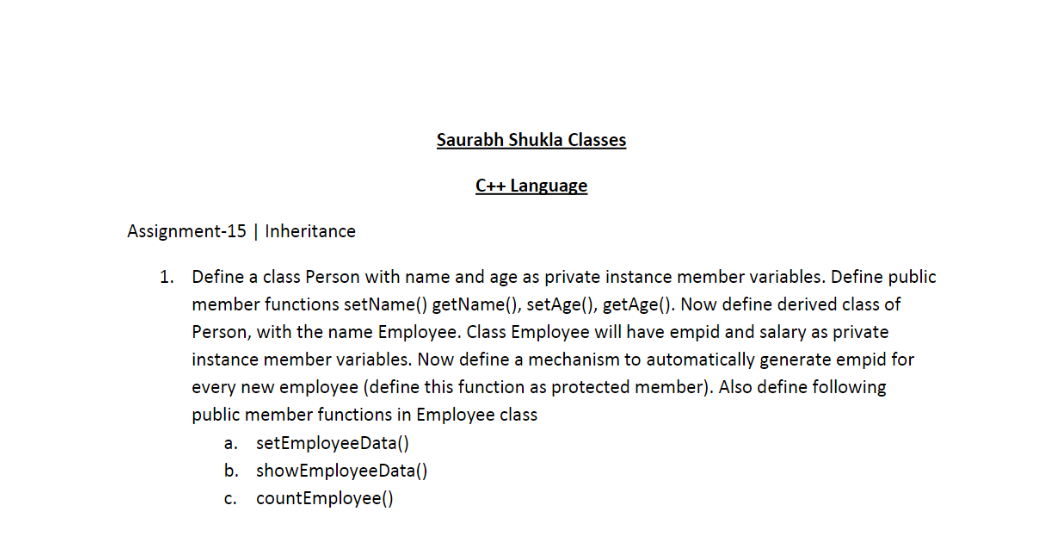 Saurabh Shukla Classes
C++ Language
Assignment-15 | Inheritance
1. Define a class Person with name and age as private instance member variables. Define public
member functions setName() getName(), setAge(), getAge(). Now define derived class of
Person, with the name Employee. Class Employee will have empid and salary as private
instance member variables. Now define a mechanism to automatically generate empid for
every new employee (define this function as protected member). Also define following
public member functions in Employee class
a. setEmployeeData()
b. showEmployeeData()
c. countEmployee()